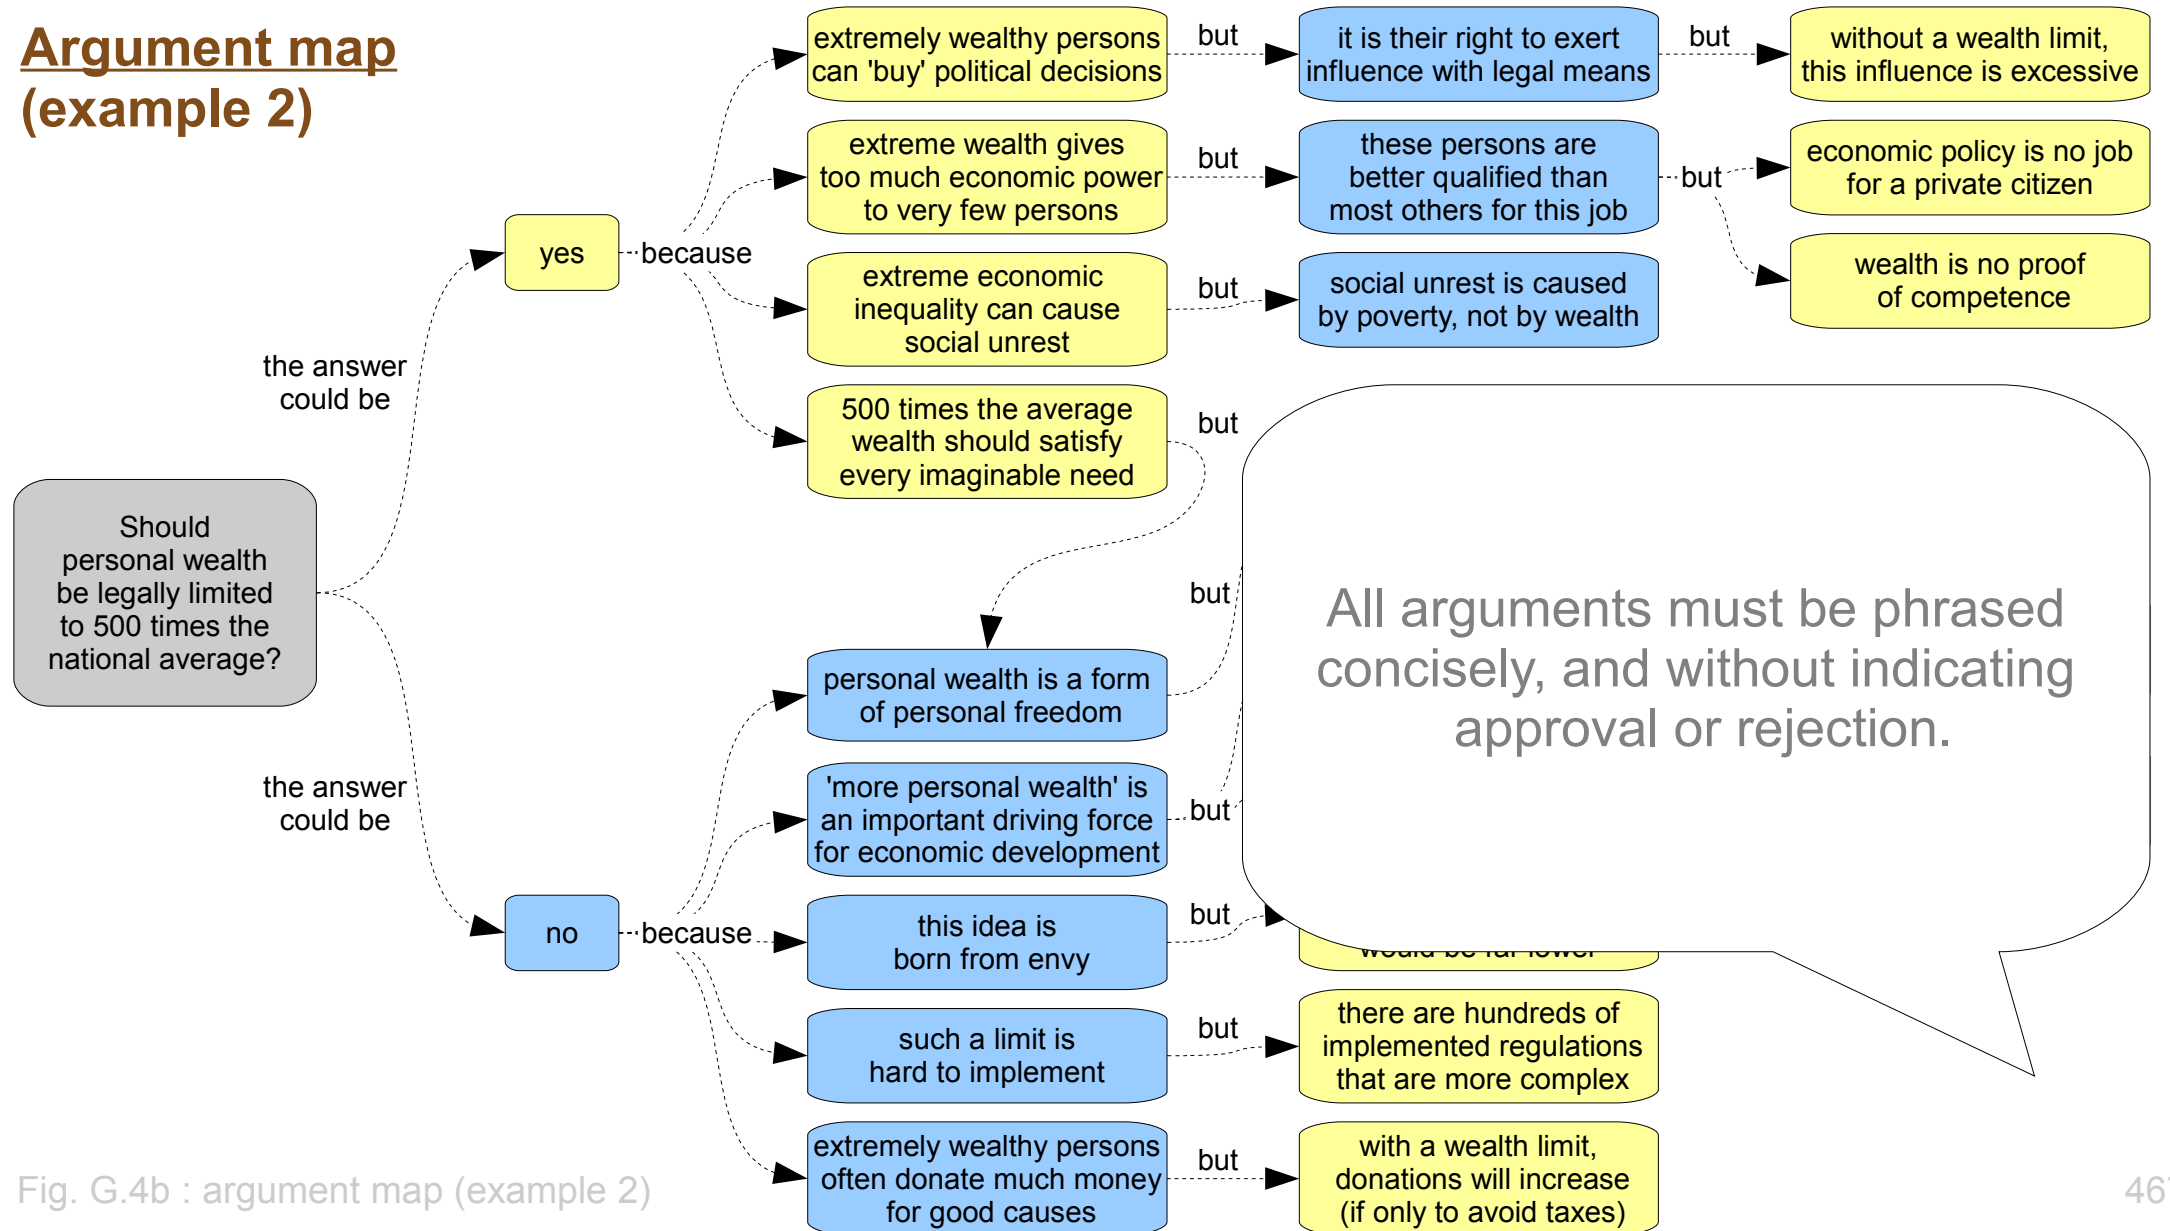 Argument map
(example 2)
Should
personal wealth
be legally limited
to 500 times the
national average?
the answer
could be
yes
because
extremely wealthy persons
can 'buy' political decisions
but
it is their right to exert
influence with legal means
but
without a wealth limit,
this influence is excessive
extreme wealth gives
too much economic power
to very few persons
but
these persons are
better qualified than
most others for this job
but
economic policy is no job
for a private citizen
wealth is no proof
of competence
extreme economic
inequality can cause
social unrest
but
social unrest is caused
by poverty, not by wealth
500 times the average
wealth should satisfy
every imaginable need
but
the answer
could be
no
because
personal wealth is a form
of personal freedom
but
'more personal wealth' is
an important driving force
for economic development
but
this idea is
born from envy
but
would be far lower
such a limit is
hard to implement
but
there are hundreds of
implemented regulations
that are more complex
extremely wealthy persons
often donate much money
for good causes
but
with a wealth limit,
donations will increase
(if only to avoid taxes)
All arguments must be phrased
concisely, and without indicating
approval or rejection.
Fig. G.4b : argument map (example 2)